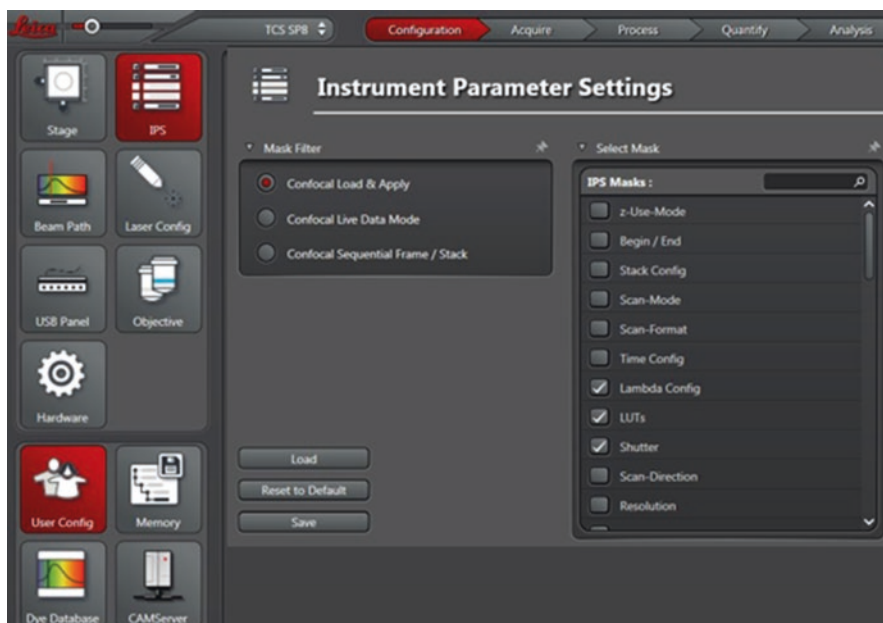 Leica
TCS SP8
Configuration
Acquire
Process
Quantify
Analysis
Stage
IPS
Beam Path
Laser Config
USB Panel
Objective
Hardware
User Config
Memory
Dye Database
CAMServer
Instrument Parameter Settings
Mask Filter
Confocal Load & Apply
Confocal Live Data Mode
Confocal Sequential Frame / Stack
Load
Reset to Default
Save
Select Mask
IPS Masks :
z-Use-Mode
Begin / End
Stack Config
Scan-Mode
Scan-Format
Time Config
Lambda Config
LUTs
Shutter
Scan-Direction
Resolution